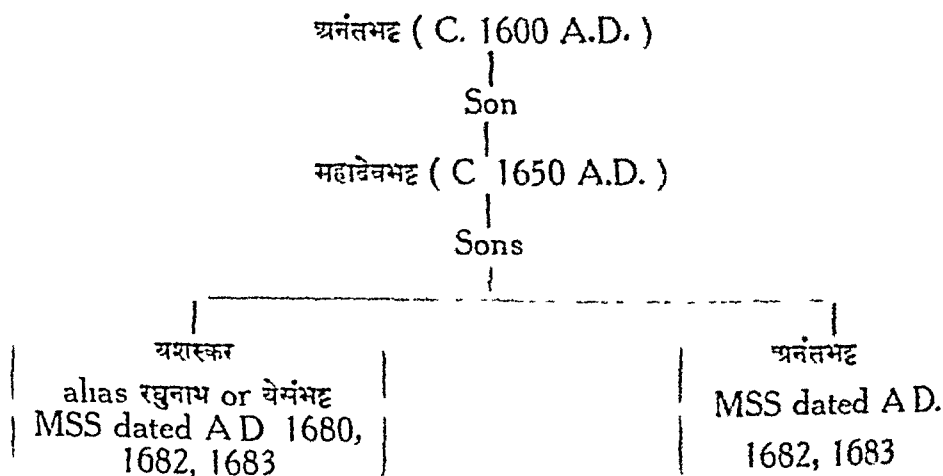 अनंतभट्ट ( C. 1600 A.D. )
Son
महादेवभट्ट ( C 1650 A.D. )
Sons
यशस्कर
alias रघुनाथ or येसंभट्ट
MSS dated A D 1680,
1682, 1683
अनंतभट्ट
MSS dated A D.
1682, 1683